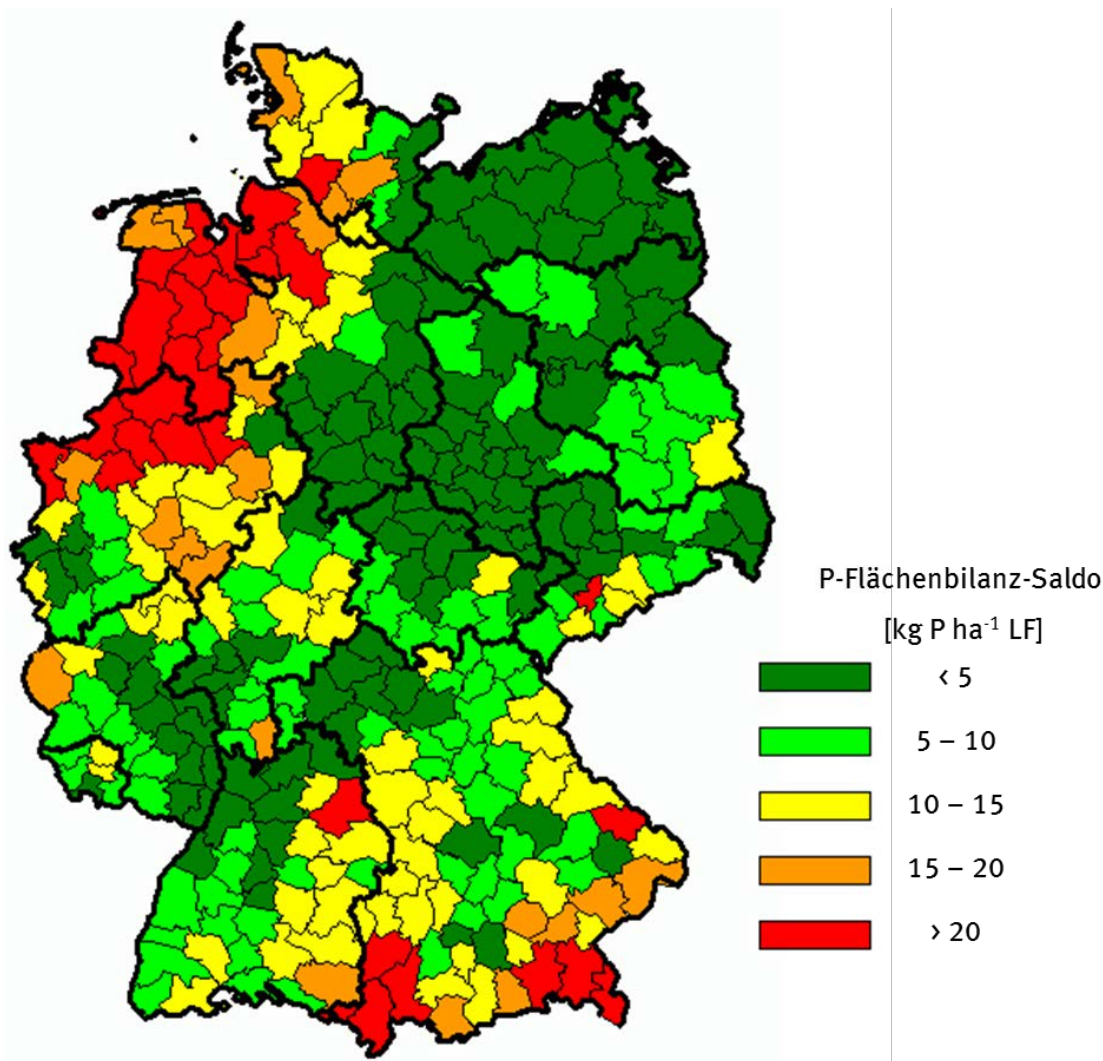 P-Flächenbilanz-Saldo
[kg P ha⁻¹ LF]
< 5
5 – 10
10 – 15
15 – 20
> 20